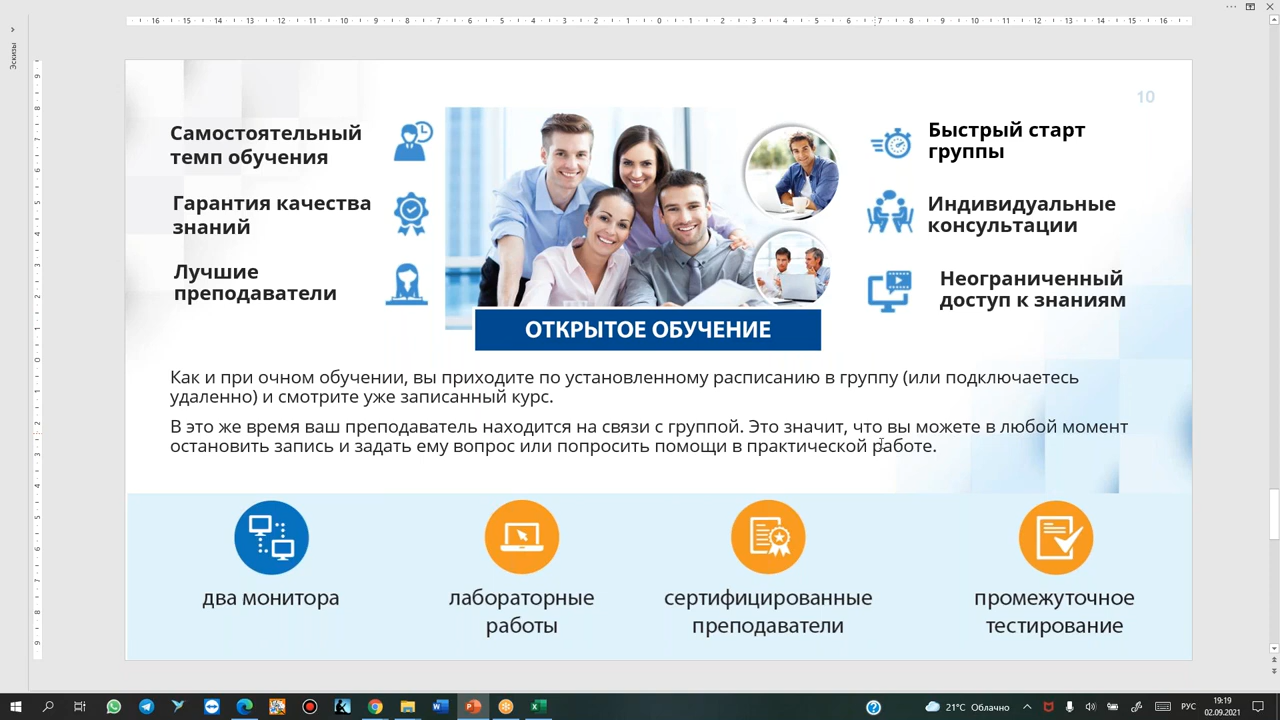 Эскизы
10
Самостоятельный
темп обучения
Гарантия качества
знаний
Лучшие
преподаватели
Быстрый старт
группы
Индивидуальные
консультации
Неограниченный
доступ к знаниям
ОТКРЫТОЕ ОБУЧЕНИЕ
Как и при очном обучении, вы приходите по установленному расписанию в группу (или подключаетесь
удаленно) и смотрите уже записанный курс.
В это же время ваш преподаватель находится на связи с группой. Это значит, что вы можете в любой момент
остановить запись и задать ему вопрос или попросить помощи в практической работе.
два монитора
лабораторные
работы
сертифицированные
преподаватели
промежуточное
тестирование
21°C Облачно
РУС
19:19
02.09.2021